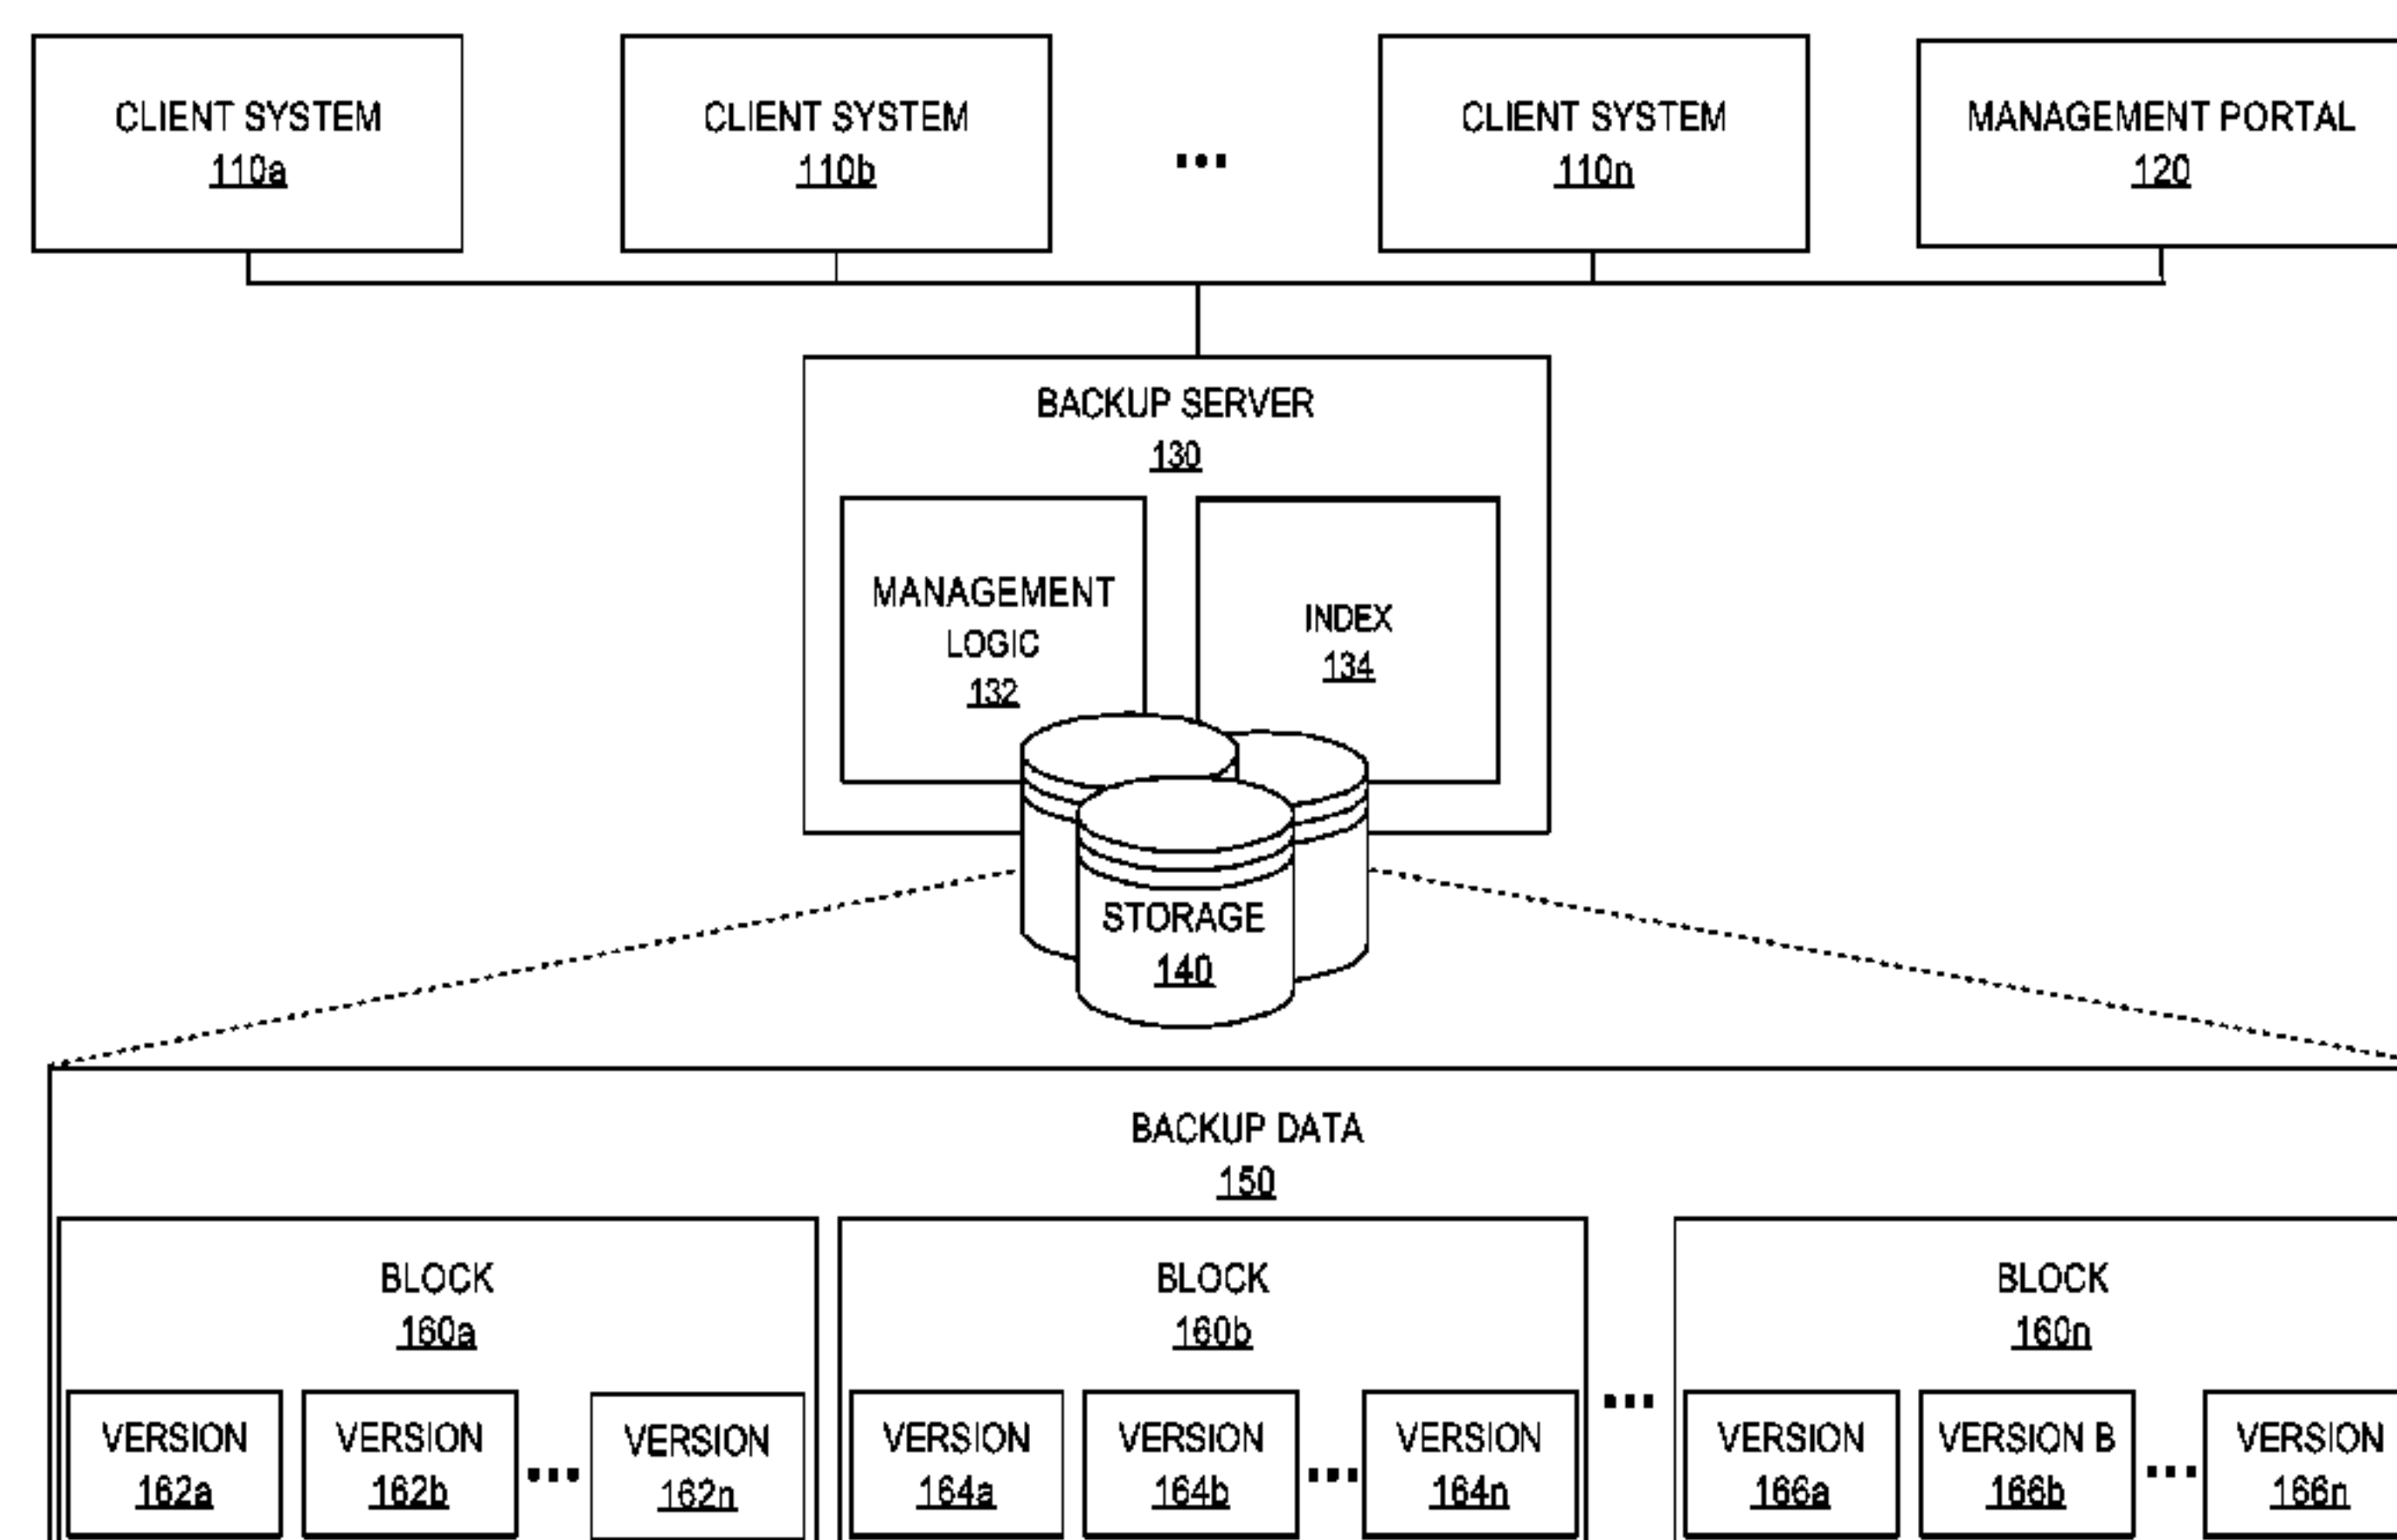 CLIENT SYSTEM
110a
CLIENT SYSTEM
110b
...
CLIENT SYSTEM
110n
MANAGEMENT PORTAL
120
BACKUP SERVER
130
MANAGEMENT
LOGIC
132
INDEX
134
STORAGE
140
BACKUP DATA
150
BLOCK
160a
VERSION
162a
VERSION
162b
...
VERSION
162n
BLOCK
160b
VERSION
164a
VERSION
164b
...
VERSION
164n
...
BLOCK
160n
VERSION
166a
VERSION B
166b
...
VERSION
166n